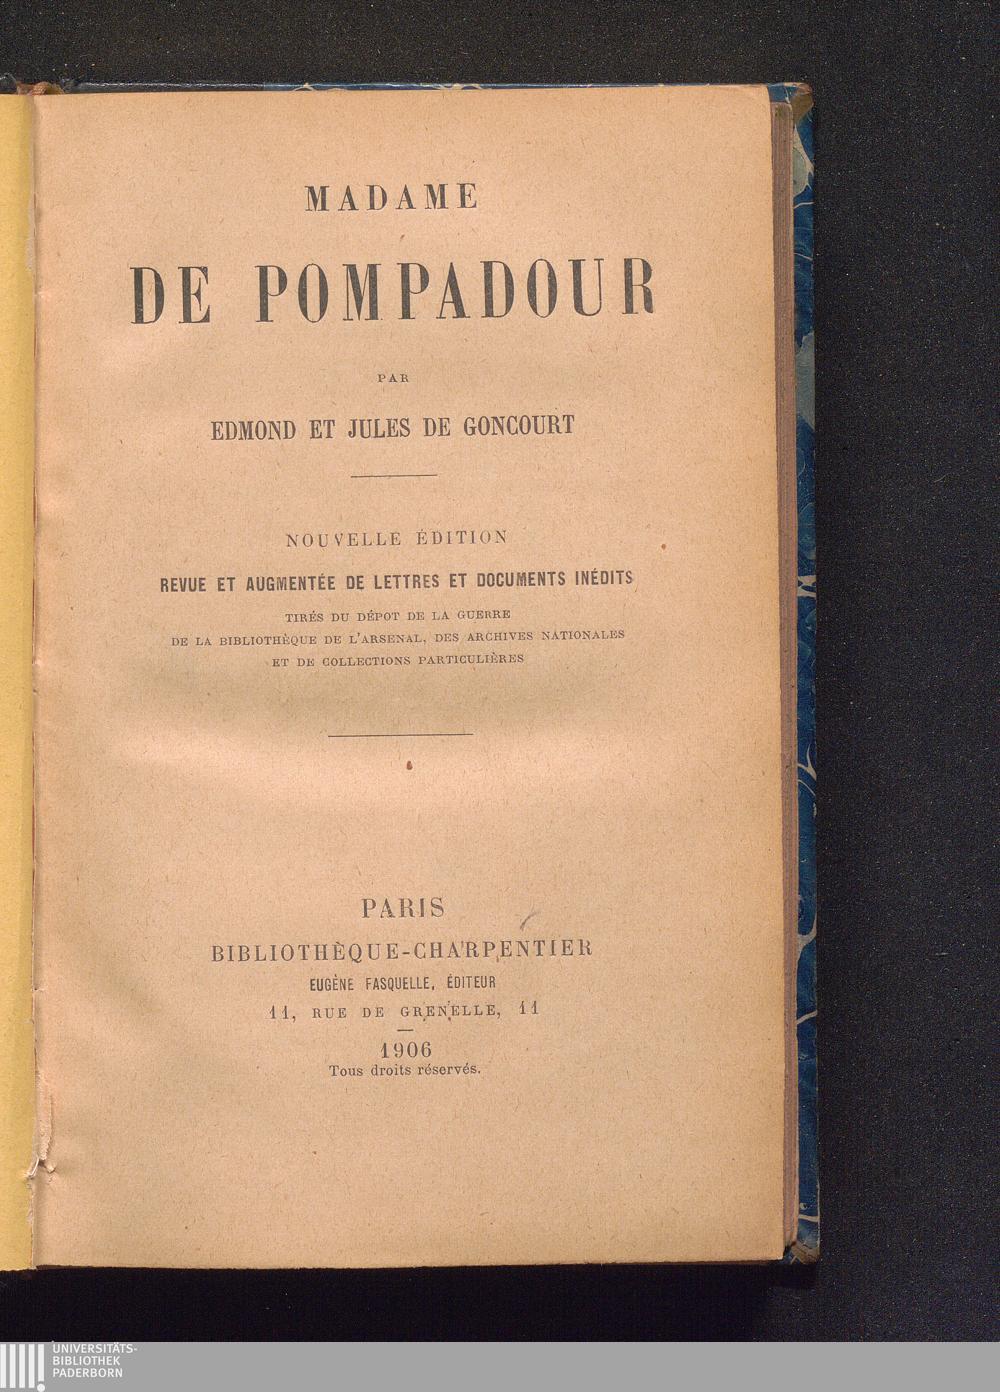 MADAME
DE POMPADOUR
PAR
EDMOND ET JULES DE GONCOURT
NOUVELLE ÉDITION
REVUE ET AUGMENTÉE DE LETTRES ET DOCUMENTS INÉDITS
TIRÉS DU DÉPOT DE LA GUERRE
DE LA BIBLIOTHÈQUE DE L'ARSENAL, DES ARCHIVES NATIONALES
ET DE COLLECTIONS PARTICULIÈRES
PARIS
BIBLIOTHÈQUE-CHARPENTIER
EUGÈNE FASQUELLE, ÉDITEUR
11, RUE DE GRENELLE, 11
1906
Tous droits réservés.
UNIVERSITÄTS-
BIBLIOTHEK
PADERBORN